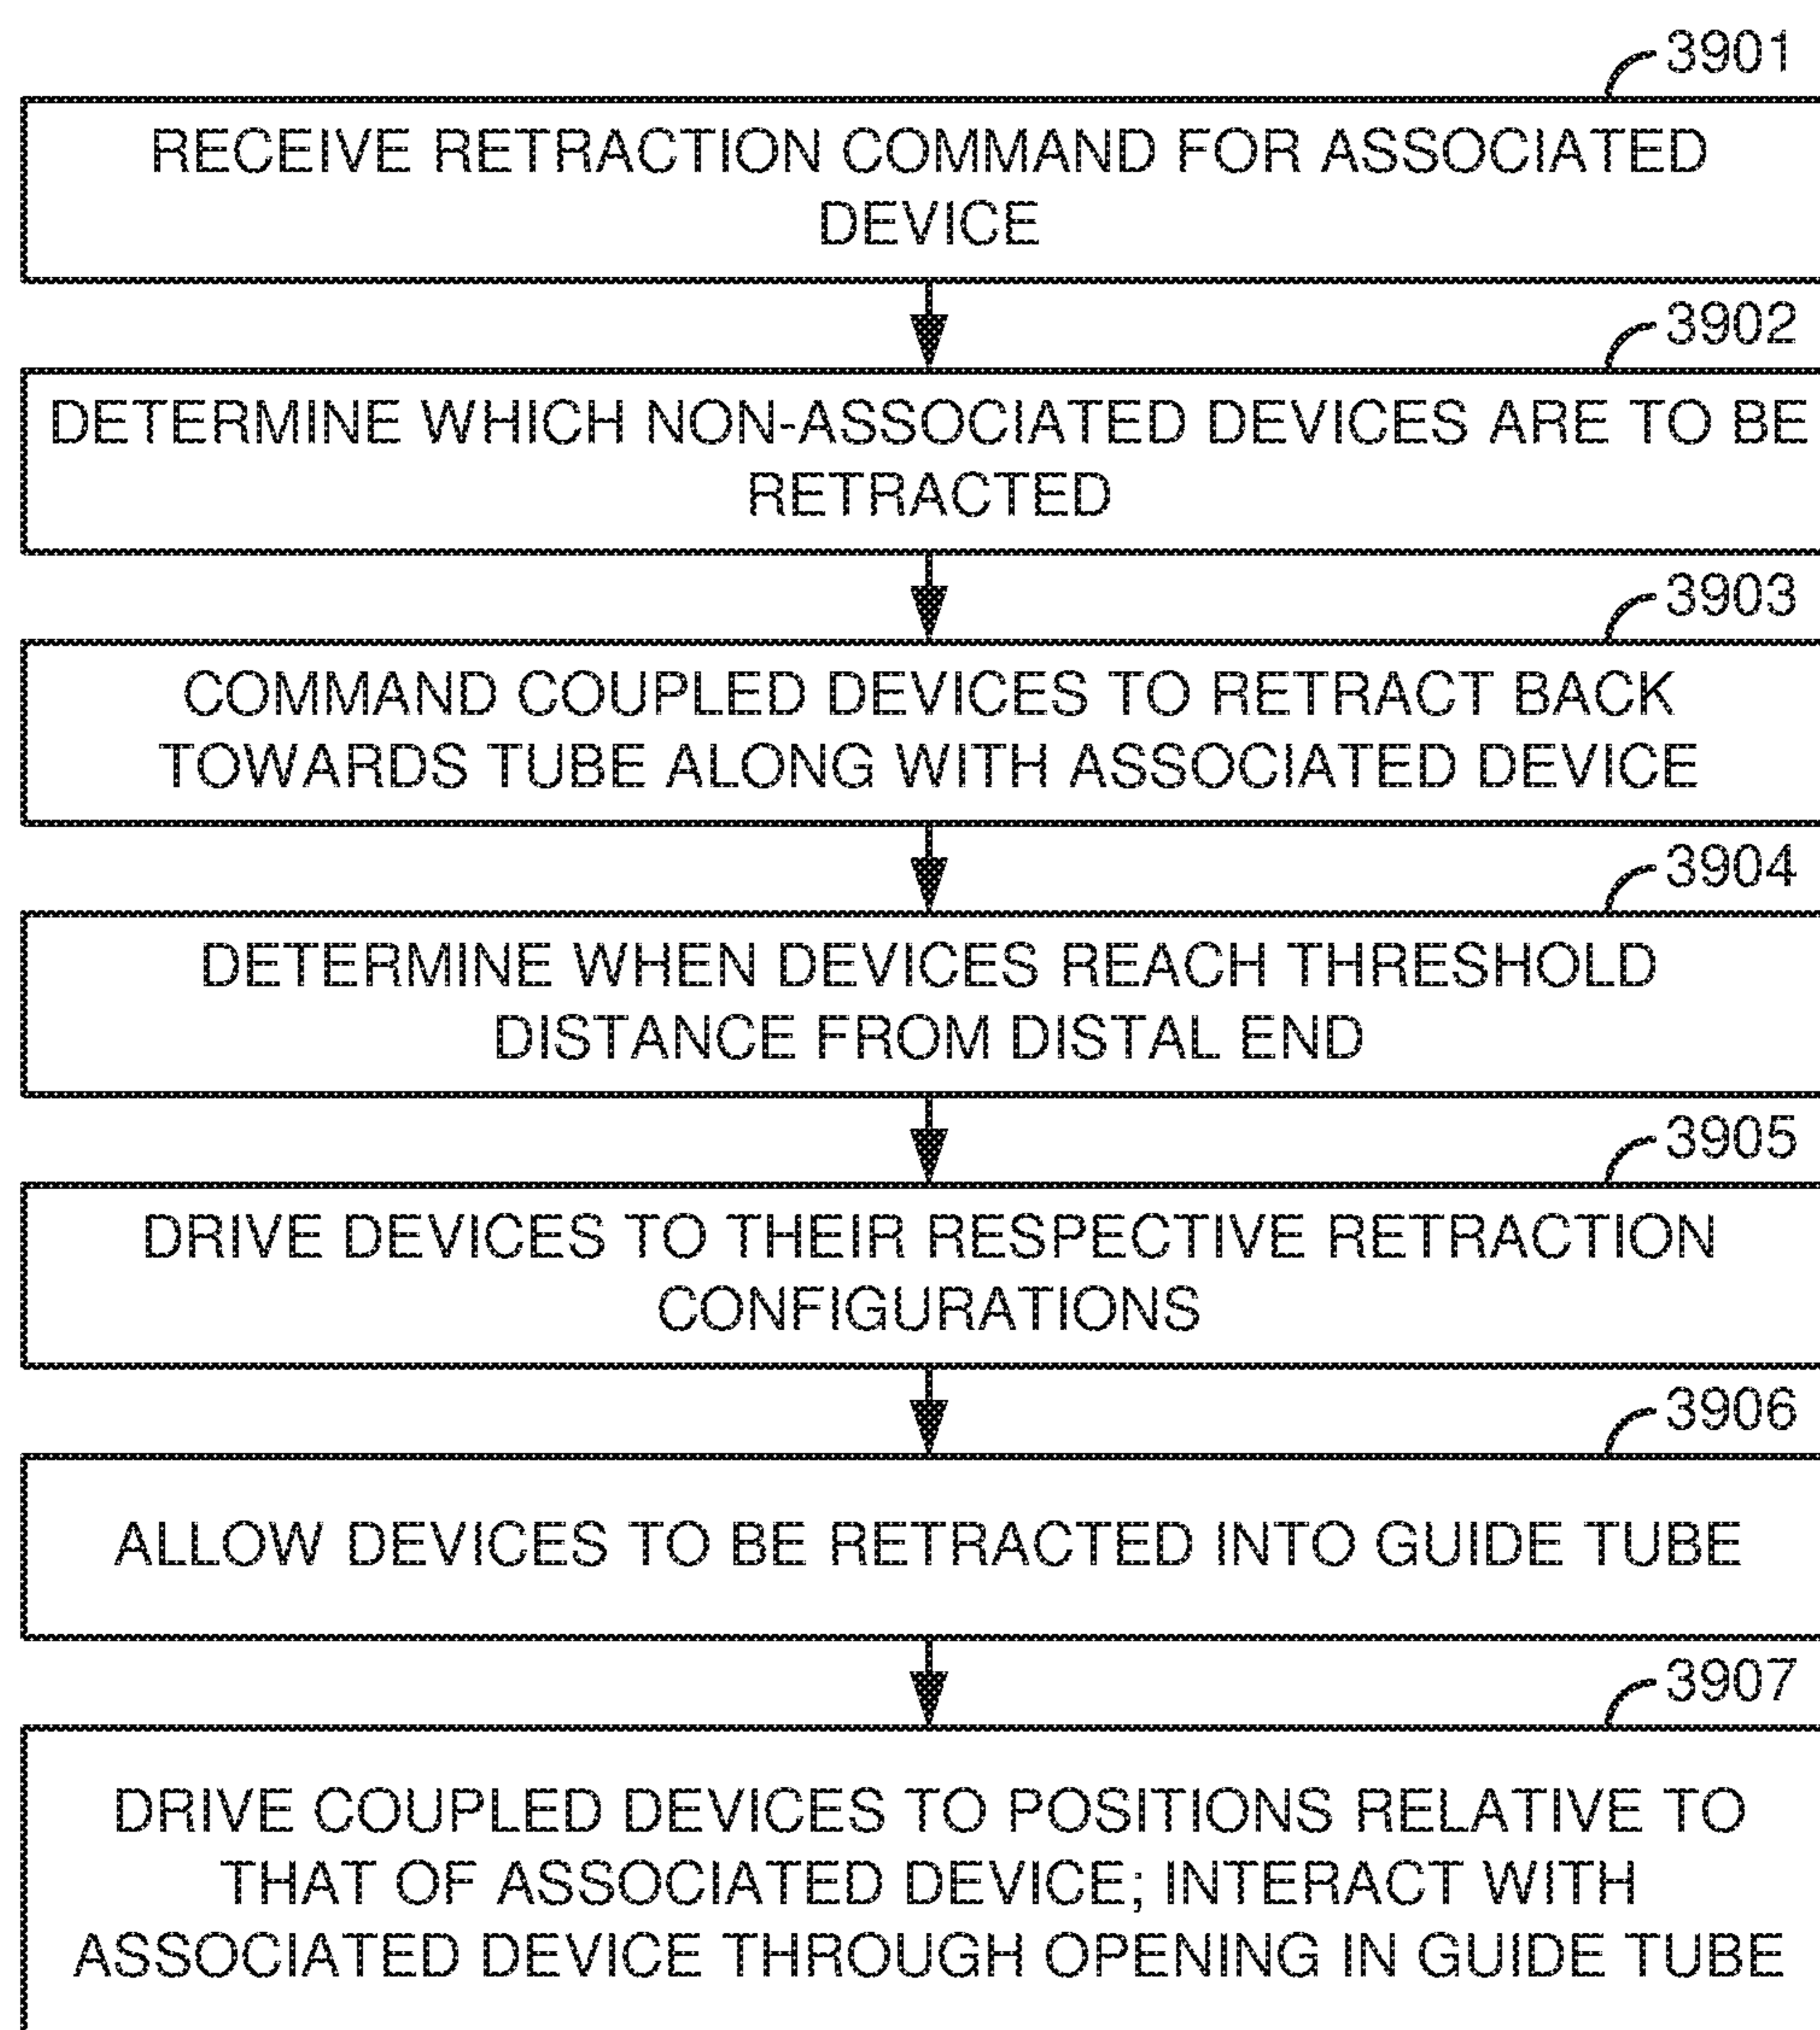 3901
RECEIVE RETRACTION COMMAND FOR ASSOCIATED
DEVICE
3902
DETERMINE WHICH NON-ASSOCIATED DEVICES ARE TO BE
RETRACTED
3903
COMMAND COUPLED DEVICES TO RETRACT BACK
TOWARDS TUBE ALONG WITH ASSOCIATED DEVICE
3904
DETERMINE WHEN DEVICES REACH THRESHOLD
DISTANCE FROM DISTAL END
3905
DRIVE DEVICES TO THEIR RESPECTIVE RETRACTION
CONFIGURATIONS
3906
ALLOW DEVICES TO BE RETRACTED INTO GUIDE TUBE
3907
DRIVE COUPLED DEVICES TO POSITIONS RELATIVE TO
THAT OF ASSOCIATED DEVICE; INTERACT WITH
ASSOCIATED DEVICE THROUGH OPENING IN GUIDE TUBE